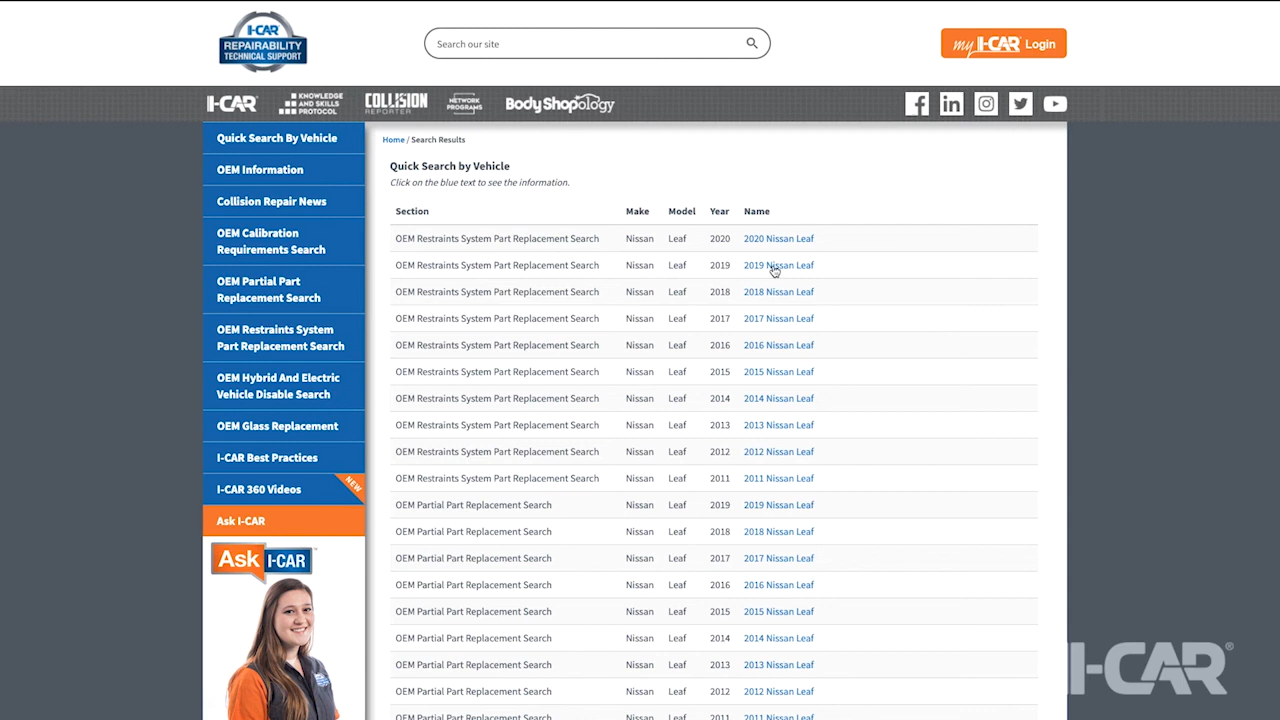 I-CAR
REPAIRABILITY
TECHNICAL SUPPORT
Search our site
my I-CAR Login
I-CAR
KNOWLEDGE
AND SKILLS
PROTOCOL
COLLISION
REPORTER
NETWORK
PROGRAMS
BodyShopology
Quick Search By Vehicle
OEM Information
Collision Repair News
OEM Calibration
Requirements Search
OEM Partial Part
Replacement Search
OEM Restraints System
Part Replacement Search
OEM Hybrid And Electric
Vehicle Disable Search
OEM Glass Replacement
I-CAR Best Practices
I-CAR 360 Videos
NEW
Ask I-CAR
Ask I-CAR
Home / Search Results
Quick Search by Vehicle
Click on the blue text to see the information.
Section Make Model Year Name
OEM Restraints System Part Replacement Search Nissan Leaf 2020 2020 Nissan Leaf
OEM Restraints System Part Replacement Search Nissan Leaf 2019 2019 Nissan Leaf
OEM Restraints System Part Replacement Search Nissan Leaf 2018 2018 Nissan Leaf
OEM Restraints System Part Replacement Search Nissan Leaf 2017 2017 Nissan Leaf
OEM Restraints System Part Replacement Search Nissan Leaf 2016 2016 Nissan Leaf
OEM Restraints System Part Replacement Search Nissan Leaf 2015 2015 Nissan Leaf
OEM Restraints System Part Replacement Search Nissan Leaf 2014 2014 Nissan Leaf
OEM Restraints System Part Replacement Search Nissan Leaf 2013 2013 Nissan Leaf
OEM Restraints System Part Replacement Search Nissan Leaf 2012 2012 Nissan Leaf
OEM Restraints System Part Replacement Search Nissan Leaf 2011 2011 Nissan Leaf
OEM Partial Part Replacement Search Nissan Leaf 2019 2019 Nissan Leaf
OEM Partial Part Replacement Search Nissan Leaf 2018 2018 Nissan Leaf
OEM Partial Part Replacement Search Nissan Leaf 2017 2017 Nissan Leaf
OEM Partial Part Replacement Search Nissan Leaf 2016 2016 Nissan Leaf
OEM Partial Part Replacement Search Nissan Leaf 2015 2015 Nissan Leaf
OEM Partial Part Replacement Search Nissan Leaf 2014 2014 Nissan Leaf
OEM Partial Part Replacement Search Nissan Leaf 2013 2013 Nissan Leaf
OEM Partial Part Replacement Search Nissan Leaf 2012 2012 Nissan Leaf
OEM Partial Part Replacement Search Nissan Leaf 2011 2011 Nissan Leaf
I-CAR®